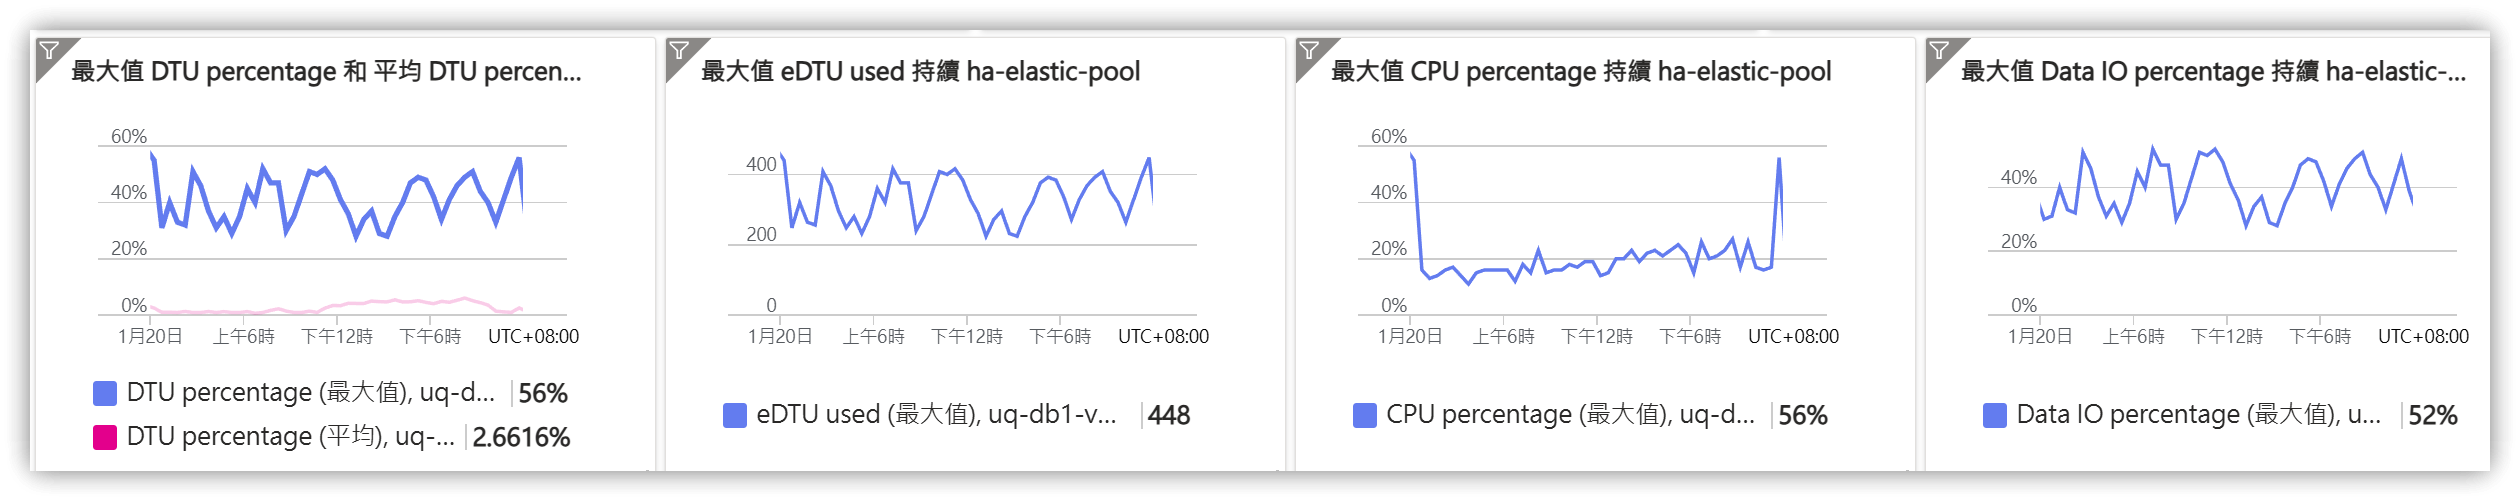 最大值 DTU percentage 和 平均 DTU percen...
60%
40%
20%
0%
1月20日 上午6時 下午12時 下午6時 UTC+08:00
DTU percentage (最大值), uq-d... 56%
DTU percentage (平均), uq-... 2.6616%
最大值 eDTU used 持續 ha-elastic-pool
400
200
0
1月20日 上午6時 下午12時 下午6時 UTC+08:00
eDTU used (最大值), uq-db1-v... 448
最大值 CPU percentage 持續 ha-elastic-pool
60%
40%
20%
0%
1月20日 上午6時 下午12時 下午6時 UTC+08:00
CPU percentage (最大值), uq-d... 56%
最大值 Data IO percentage 持續 ha-elastic-...
40%
20%
0%
1月20日 上午6時 下午12時 下午6時 UTC+08:00
Data IO percentage (最大值), u... 52%